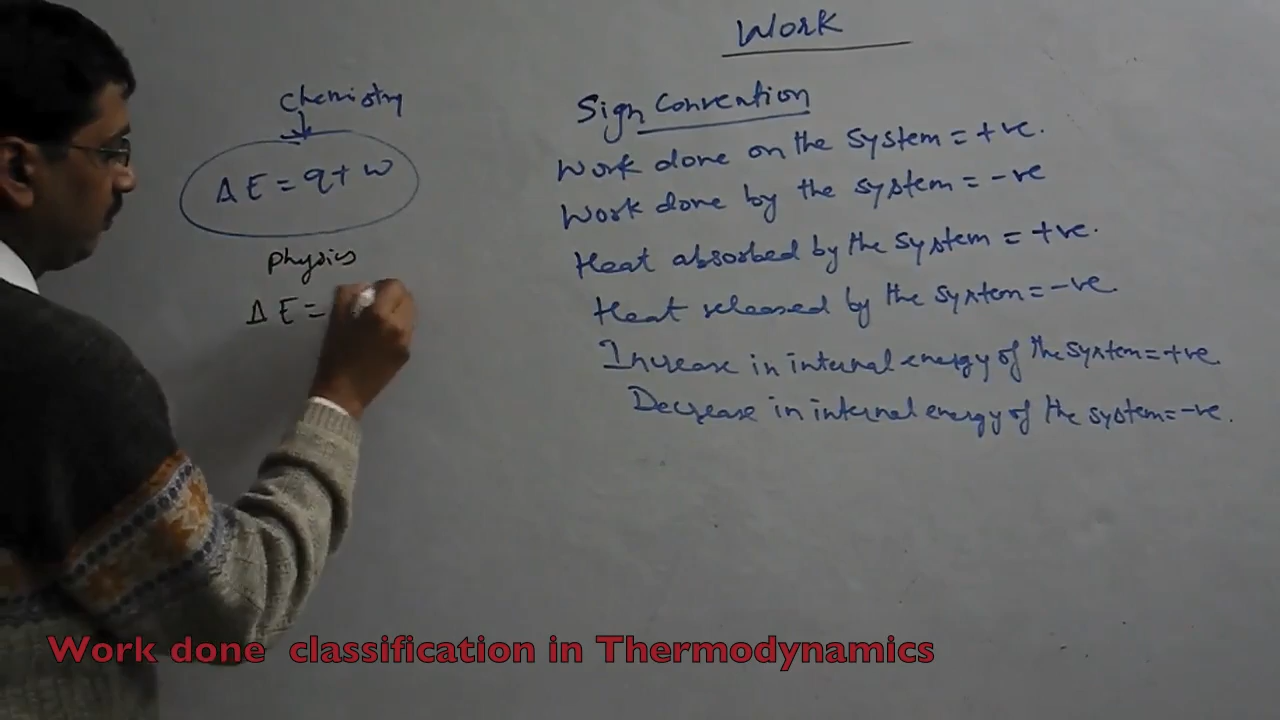 Work
Chemistry
Δ E = q + w
Physics
Δ E =
Sign Convention
Work done on the system = +ve.
Work done by the system = -ve
Heat absorbed by the system = +ve.
Heat released by the system = -ve.
Increase in internal energy of the system = +ve.
Decrease in internal energy of the system = -ve.
Work done classification in Thermodynamics